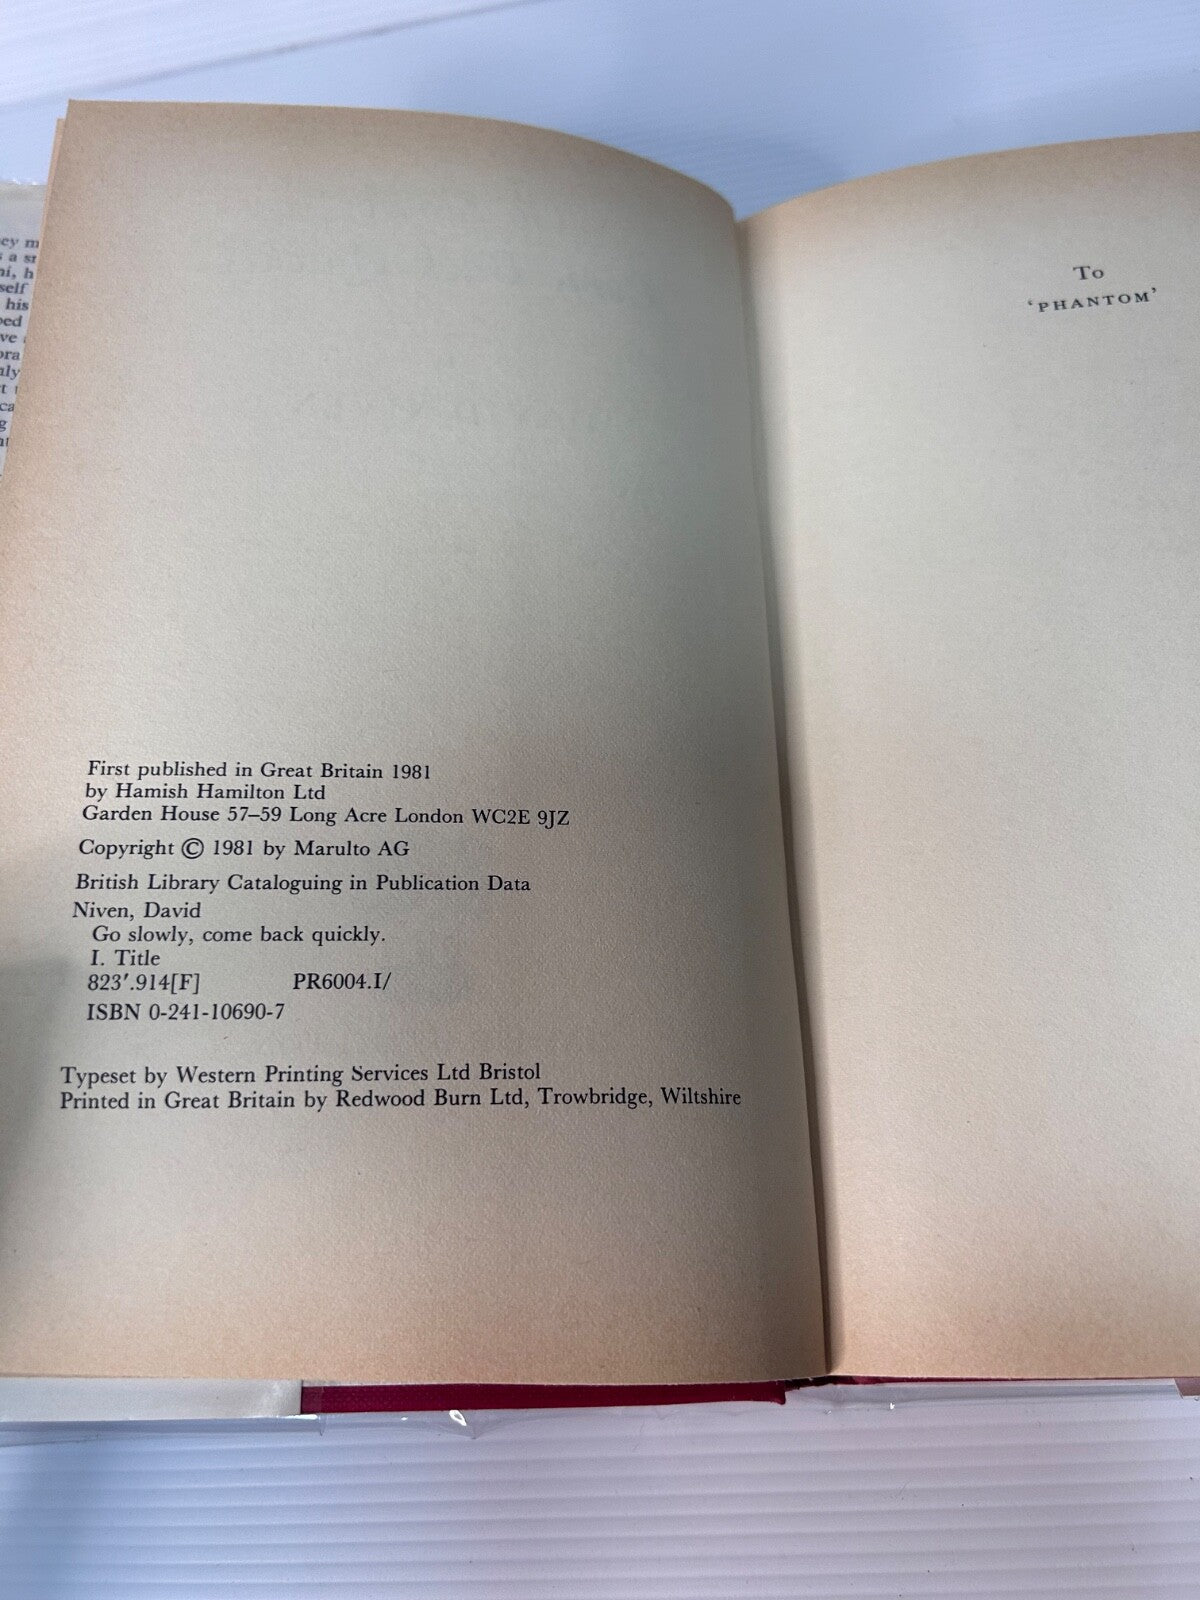 First published in Great Britain 1981
by Hamish Hamilton Ltd
Garden House 57–59 Long Acre London WC2E 9JZ
Copyright © 1981 by Marulto AG
British Library Cataloguing in Publication Data
Niven, David
Go slowly, come back quickly.
I. Title
823′.914[F] PR6004.I/
ISBN 0-241-10690-7
Typeset by Western Printing Services Ltd Bristol
Printed in Great Britain by Redwood Burn Ltd, Trowbridge, Wiltshire
To
‘PHANTOM’